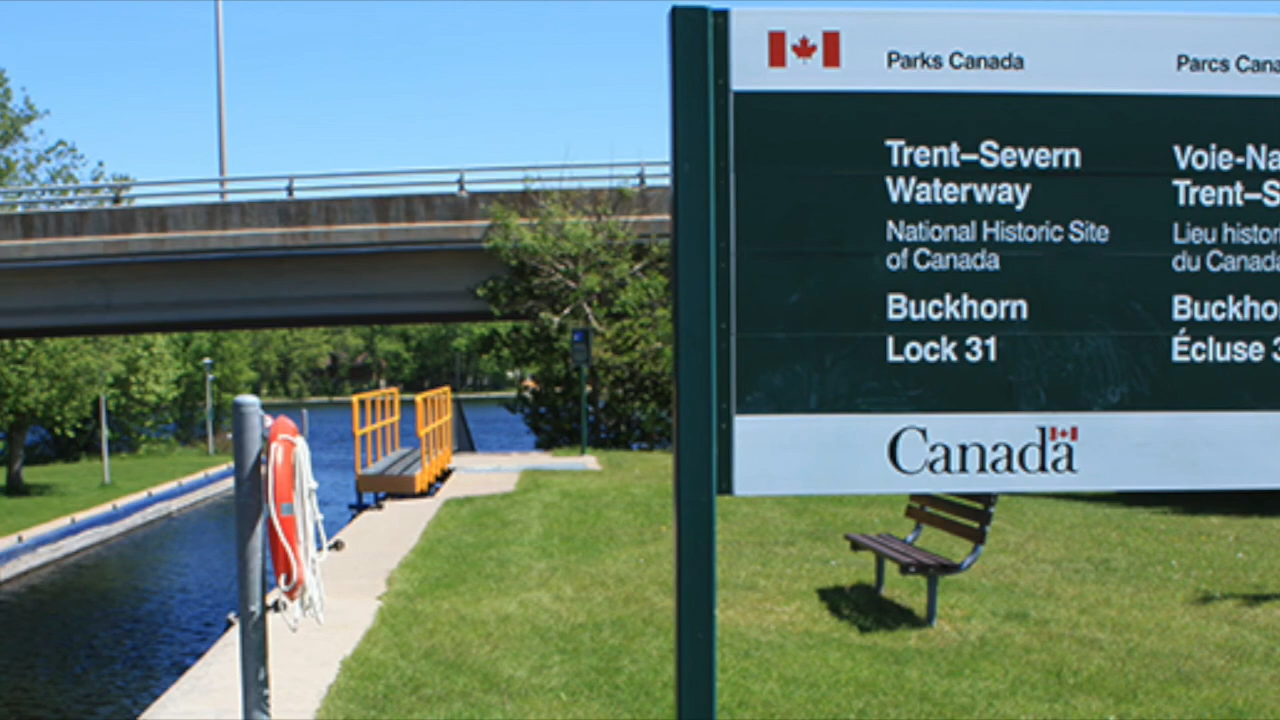 Parks Canada
Trent–Severn
Waterway
National Historic Site
of Canada
Buckhorn
Lock 31
Canada
Parcs Cana
Voie-Na
Trent–S
Lieu histor
du Canada
Buckho
Écluse 3